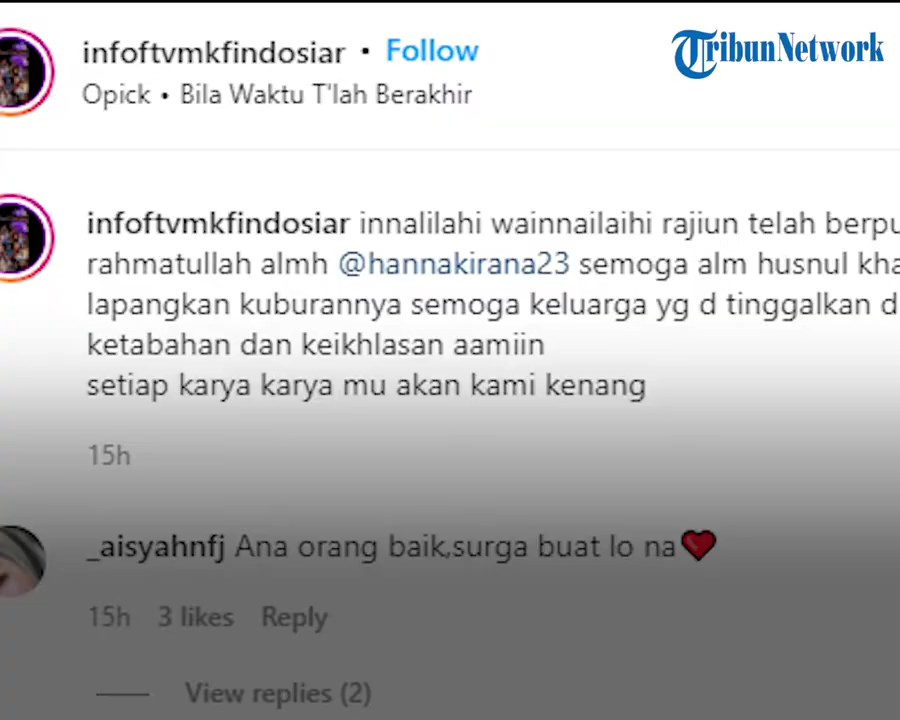 infoftvmkfindosiar • Follow
TribunNetwork
Opick • Bila Waktu T'lah Berakhir
infoftvmkfindosiar innalilahi wainnailaihi rajiun telah berpu
rahmatullah almh @hannakirana23 semoga alm husnul kha
lapangkan kuburannya semoga keluarga yg d tinggalkan d
ketabahan dan keikhlasan aamiin
setiap karya karya mu akan kami kenang
15h
_aisyahnfj Ana orang baik,surga buat lo na❤️
15h 3 likes Reply
View replies (2)